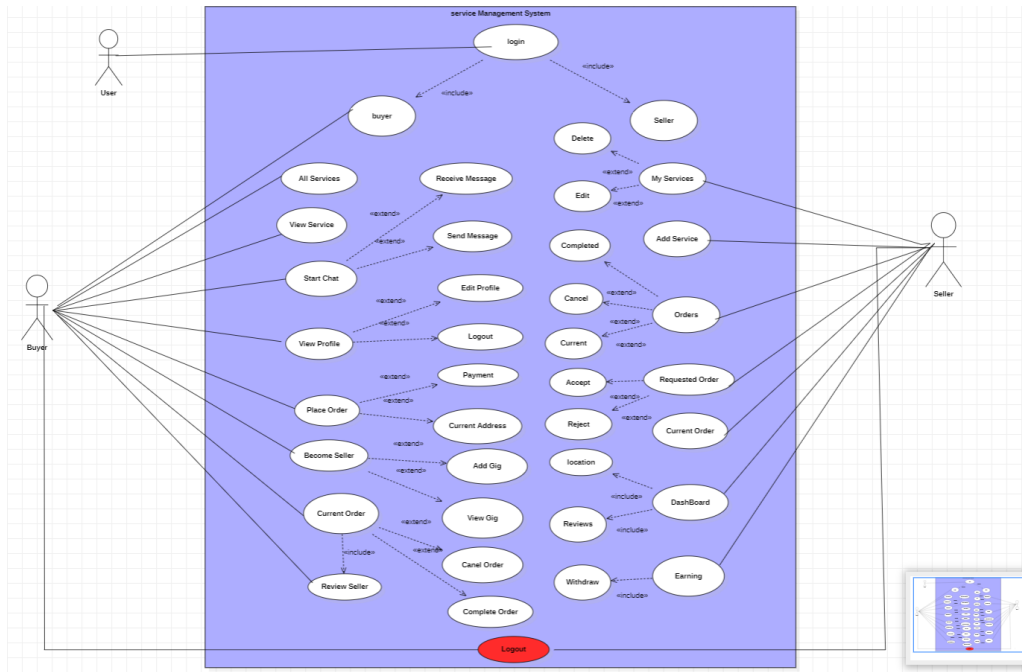 service Management System
login
User
«include»
«include»
buyer
Seller
Delete
All Services
Receive Message
«extend»
My Services
Edit
«extend»
«extend»
View Service
Send Message
«extend»
Completed
Add Service
Start Chat
Edit Profile
«extend»
Cancel
«extend»
Orders
Seller
«extend»
«extend»
View Profile
Logout
Current
«extend»
Buyer
Payment
«extend»
Accept
Requested Order
«extend»
«extend»
Place Order
Current Address
Reject
«extend»
Current Order
Become Seller
«extend»
Add Gig
«extend»
location
Current Order
View Gig
«extend»
«include»
DashBoard
Reviews
«include»
«include»
«extend»
Canel Order
Review Seller
Complete Order
Withdraw
Earning
«include»
Logout